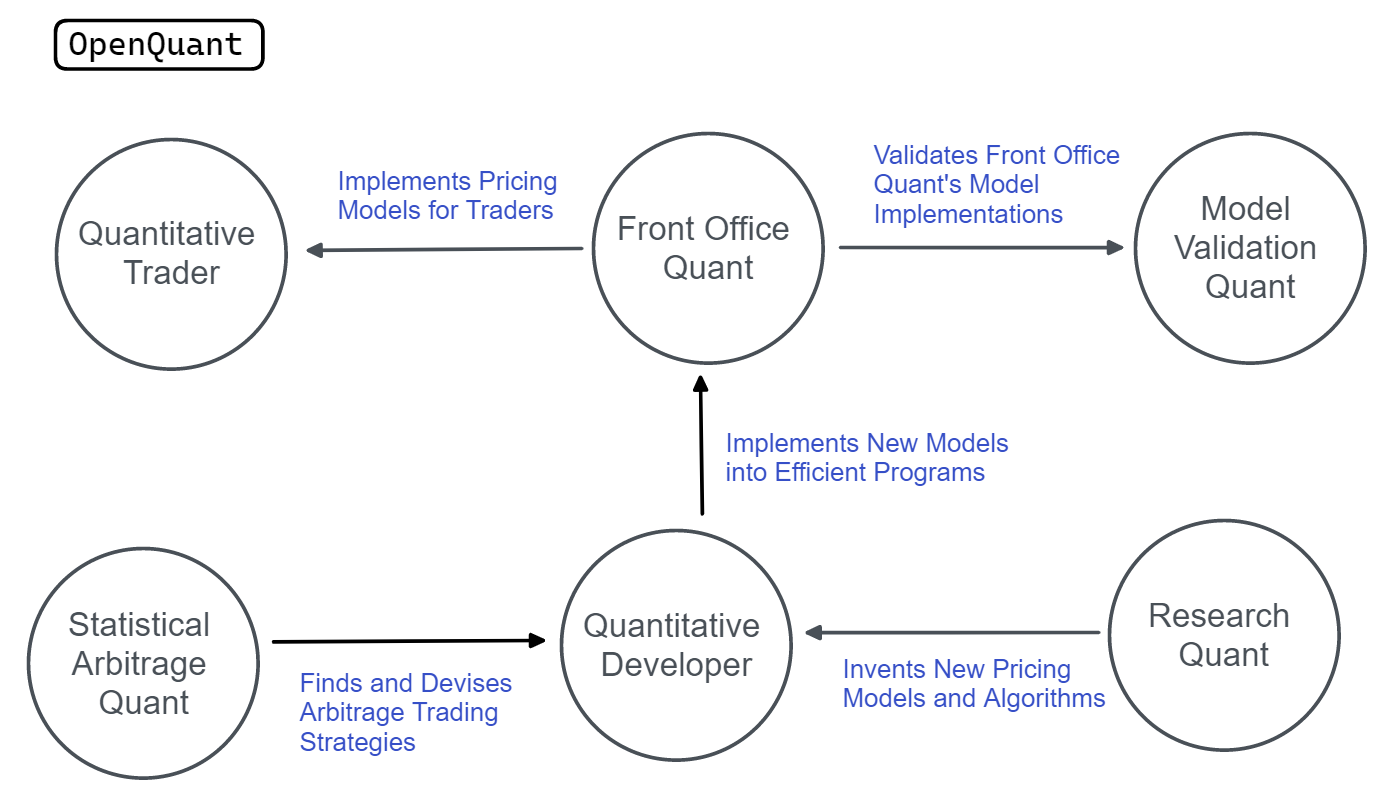 OpenQuant
Quantitative
Trader
Implements Pricing
Models for Traders
Front Office
Quant
Validates Front Office
Quant's Model
Implementations
Model
Validation
Quant
Implements New Models
into Efficient Programs
Statistical
Arbitrage
Quant
Finds and Devises
Arbitrage Trading
Strategies
Quantitative
Developer
Invents New Pricing
Models and Algorithms
Research
Quant